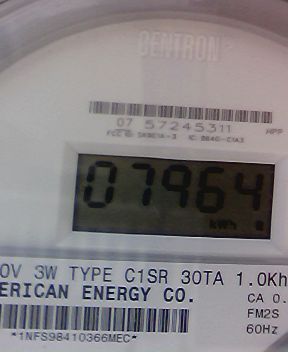 CENTRON
07 57245311
07964
kWh
0V 3W TYPE C1SR 30TA 1.0Kh
ERICAN ENERGY CO.
CA 0.
FM2S
60Hz
*1NFS98410366MEC*